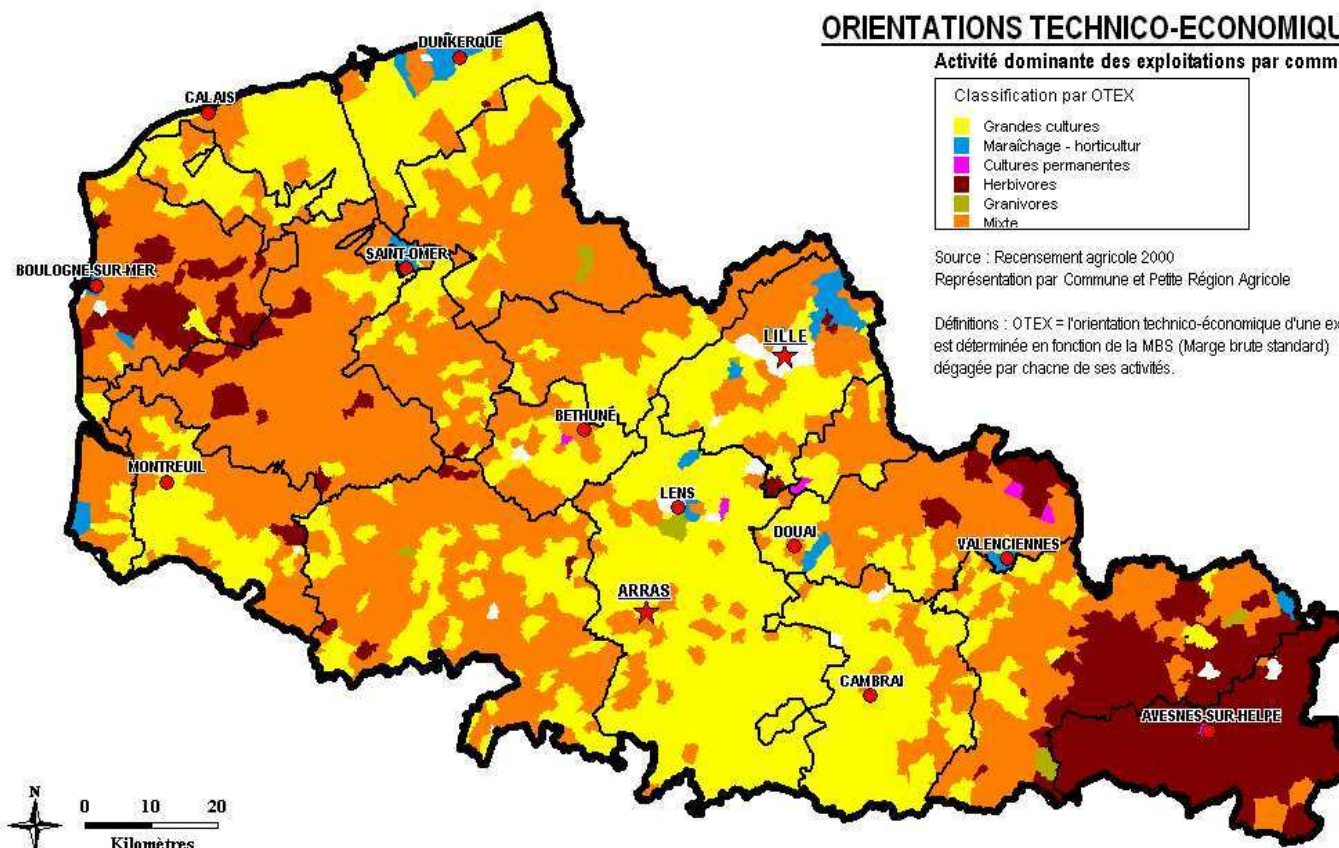 ORIENTATIONS TECHNICO-ECONOMIQU
Activité dominante des exploitations par comm
Classification par OTEX
Grandes cultures
Maraîchage - horticultur
Cultures permanentes
Herbivores
Granivores
Mixte
Source : Recensement agricole 2000
Représentation par Commune et Petite Région Agricole
Définitions : OTEX = l'orientation technico-économique d'une ex
est déterminée en fonction de la MBS (Marge brute standard)
dégagée par chacne de ses activités.
DUNKERQUE
CALAIS
SAINT-OMER
BOULOGNE-SUR-MER
LILLE
BETHUNE
MONTREUIL
LENS
DOUAI
VALENCIENNES
ARRAS
CAMBRAI
AVESNES-SUR-HELPE
N
0 10 20
Kilomètres